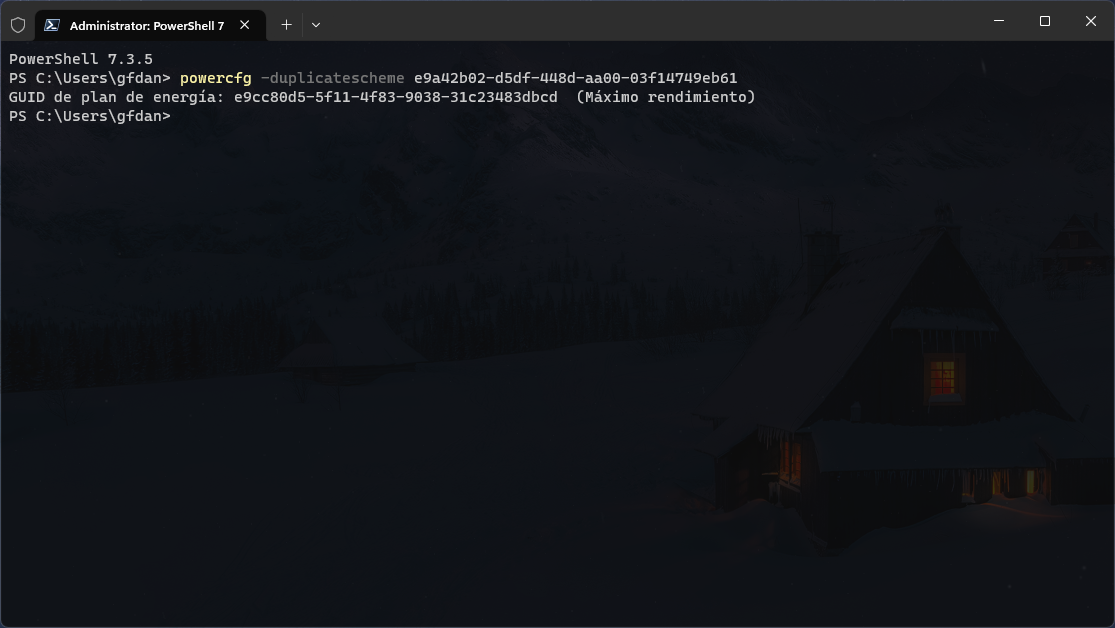 Administrator: PowerShell 7
PowerShell 7.3.5
PS C:\Users\gfdan> powercfg -duplicatescheme e9a42b02-d5df-448d-aa00-03f14749eb61
GUID de plan de energía: e9cc80d5-5f11-4f83-9038-31c23483dbcd  (Máximo rendimiento)
PS C:\Users\gfdan>